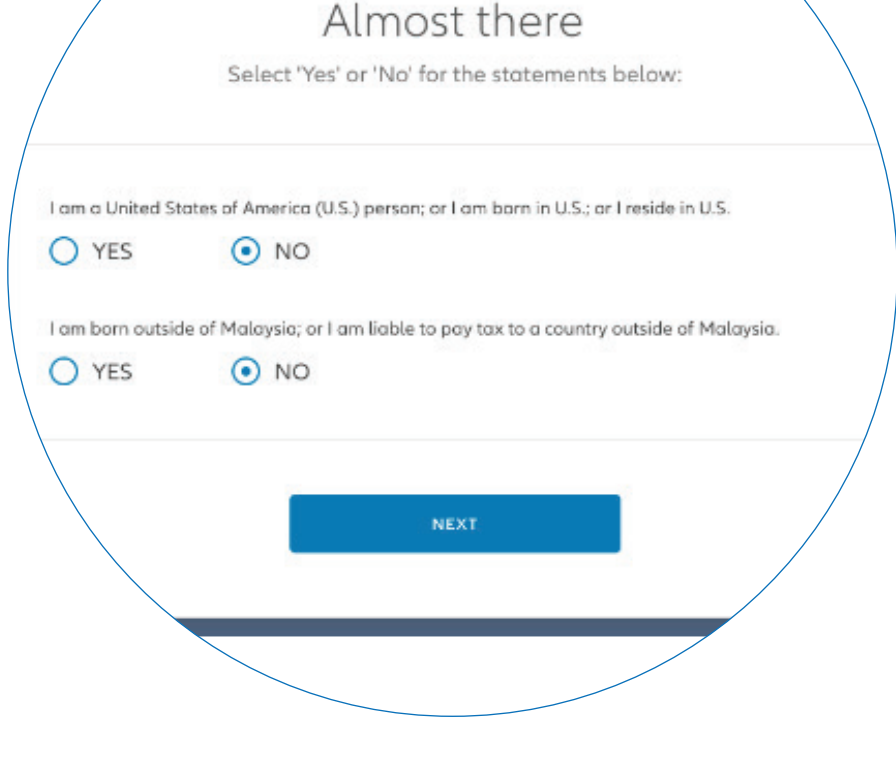 Almost there
Select 'Yes' or 'No' for the statements below:
I am a United States of America (U.S.) person; or I am born in U.S.; or I reside in U.S.
YES NO
I am born outside of Malaysia; or I am liable to pay tax to a country outside of Malaysia.
YES NO
NEXT